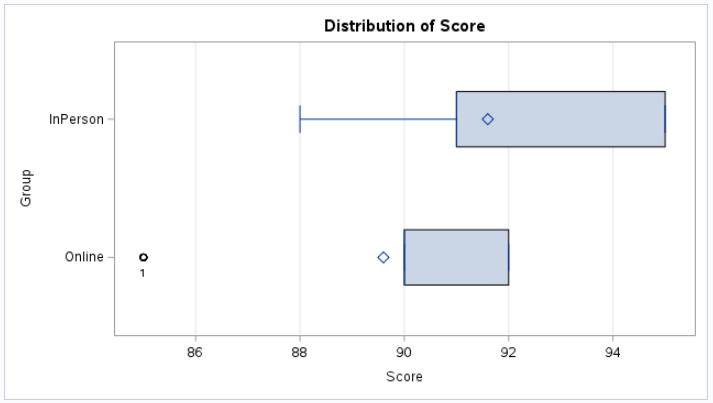 Distribution of Score
InPerson
Group
Online
1
86 88 90 92 94
Score